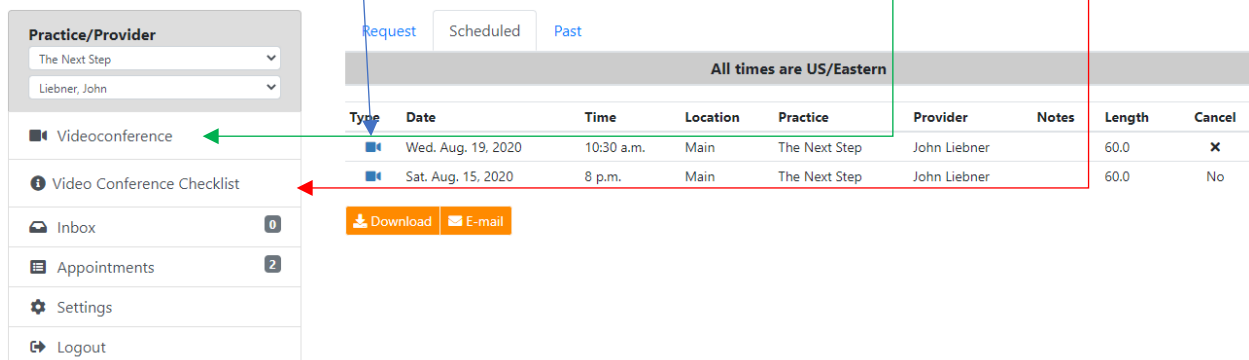 Practice/Provider
The Next Step
Liebner, John
Videoconference
Video Conference Checklist
Inbox 0
Appointments 2
Settings
Logout
Request Scheduled Past
All times are US/Eastern
Type Date Time Location Practice Provider Notes Length Cancel
Wed. Aug. 19, 2020 10:30 a.m. Main The Next Step John Liebner 60.0
Sat. Aug. 15, 2020 8 p.m. Main The Next Step John Liebner 60.0 No
Download E-mail